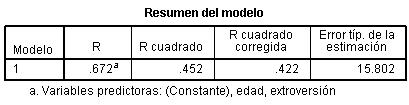 Resumen del modelo
Modelo R R cuadrado R cuadrado corregida Error típ. de la estimación
1 .672a .452 .422 15.802
a. Variables predictoras: (Constante), edad, extroversión